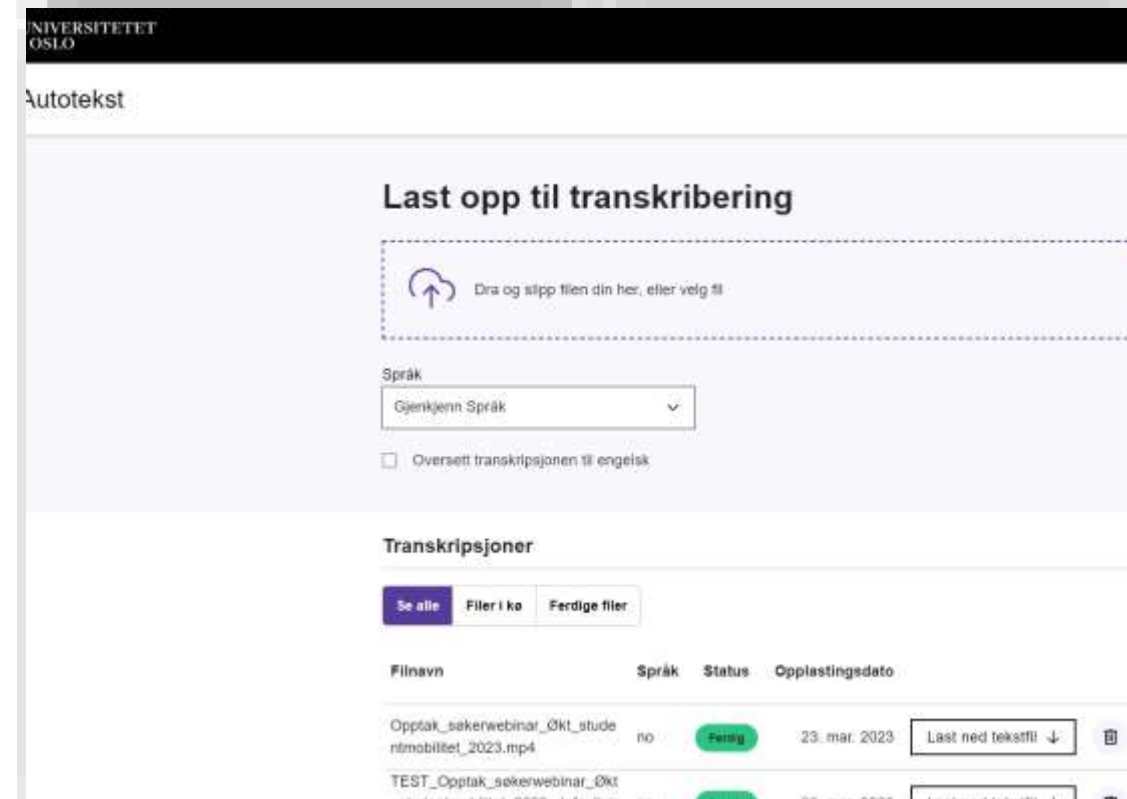 UNIVERSITETET
OSLO
Autotekst
Last opp til transkribering
Dra og slipp filen din her, eller velg fil
Språk
Gjenkjenn Språk
Oversett transkripsjonen til engelsk
Transkripsjoner
Se alle Filer i kø Ferdige filer
Filnavn Språk Status Opplastingsdato
Opptak_søkerwebinar_Økt_stude
ntmobilitet_2023.mp4 no Ferdig 23. mar. 2023 Last ned tekstfil
TEST_Opptak_søkerwebinar_Økt